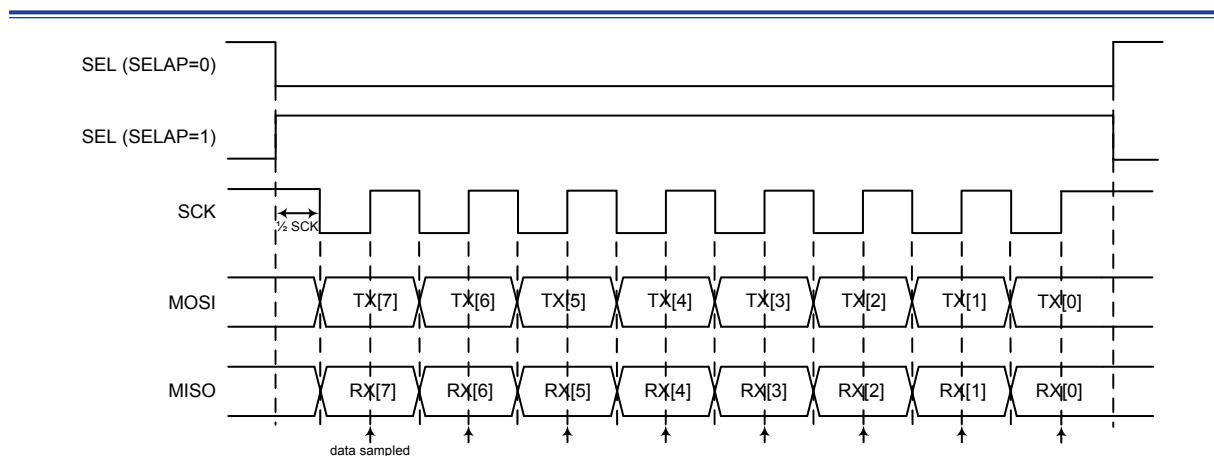 SEL (SELAP=0)
SEL (SELAP=1)
SCK
½ SCK
MOSI
TX[7] TX[6] TX[5] TX[4] TX[3] TX[2] TX[1] TX[0]
MISO
RX[7] RX[6] RX[5] RX[4] RX[3] RX[2] RX[1] RX[0]
data sampled